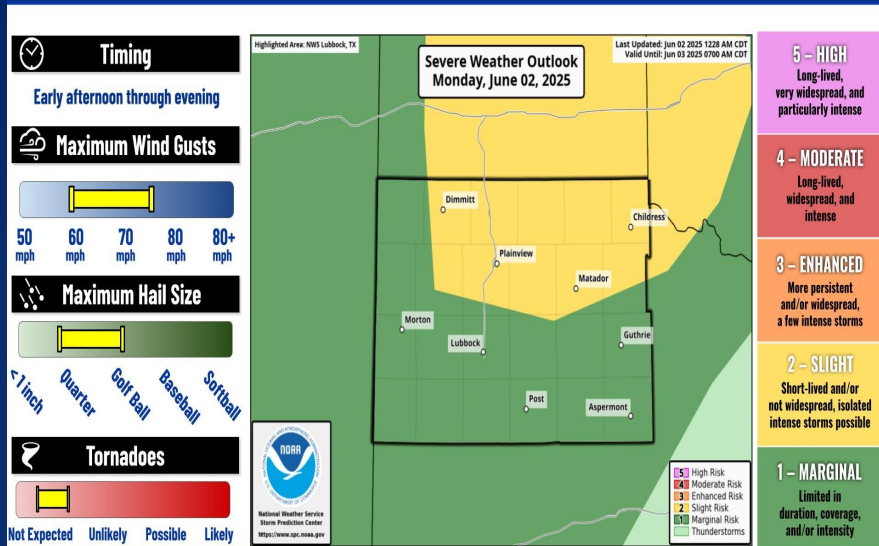 Timing
Early afternoon through evening
Maximum Wind Gusts
50 mph
60 mph
70 mph
80 mph
80+ mph
Maximum Hail Size
< 1 inch
Quarter
Golf Ball
Baseball
Softball
Tornadoes
Not Expected
Unlikely
Possible
Likely
Highlighted Area: NWS Lubbock, TX
Severe Weather Outlook
Monday, June 02, 2025
Last Updated: Jun 02 2025 1228 AM CDT
Valid Until: Jun 03 2025 0700 AM CDT
Dimmitt
Childress
Plainview
Matador
Morton
Lubbock
Guthrie
Post
Aspermont
NOAA
National Weather Service
Storm Prediction Center
https://www.spc.noaa.gov
5 High Risk
4 Moderate Risk
3 Enhanced Risk
2 Slight Risk
1 Marginal Risk
Thunderstorms
5 – HIGH
Long-lived,
very widespread, and
particularly intense
4 – MODERATE
Long-lived,
widespread, and
intense
3 – ENHANCED
More persistent
and/or widespread,
a few intense storms
2 – SLIGHT
Short-lived and/or
not widespread, isolated
intense storms possible
1 – MARGINAL
Limited in
duration, coverage,
and/or intensity